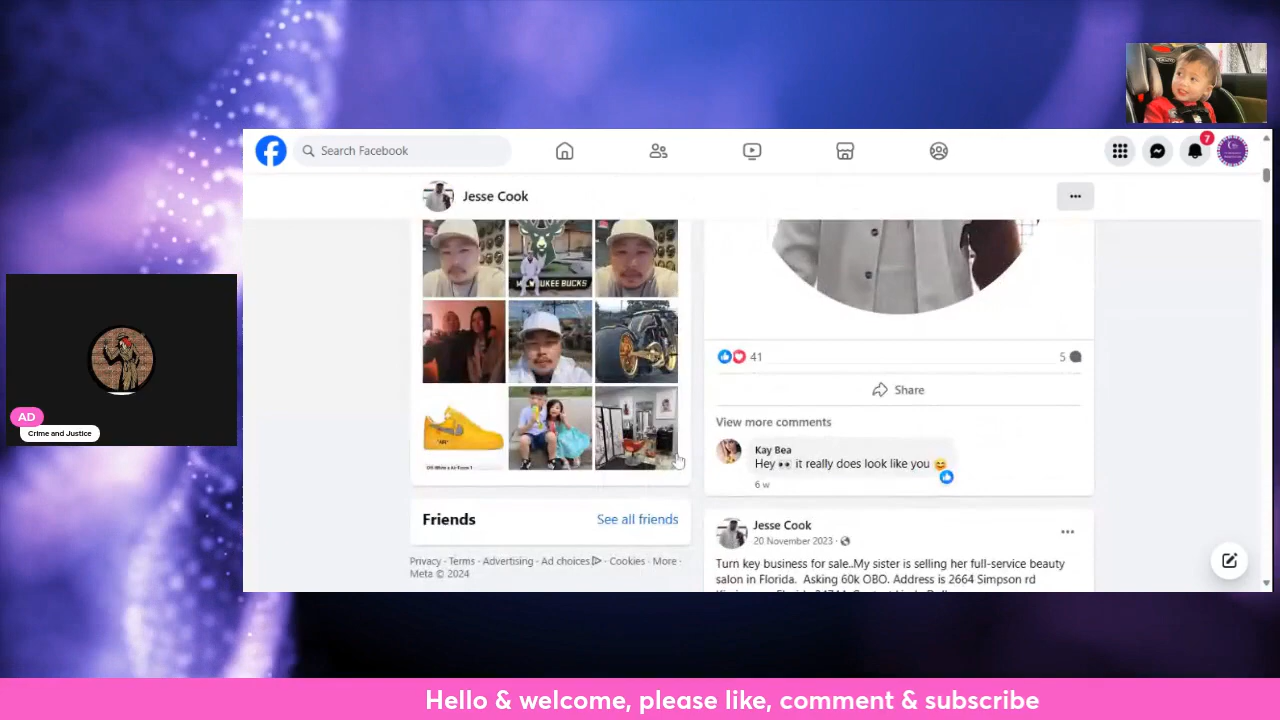 Search Facebook
7
Jesse Cook
MILWAUKEE BUCKS
41
5
Share
View more comments
Kay Bea
Hey 👀 it really does look like you 😊
6 w
"AIR"
Friends
See all friends
Privacy · Terms · Advertising · Ad choices · Cookies · More ·
Meta © 2024
Jesse Cook
20 November 2023 ·
Turn key business for sale..My sister is selling her full-service beauty
salon in Florida. Asking 60k OBO. Address is 2664 Simpson rd
AD
Crime and Justice
Hello & welcome, please like, comment & subscribe